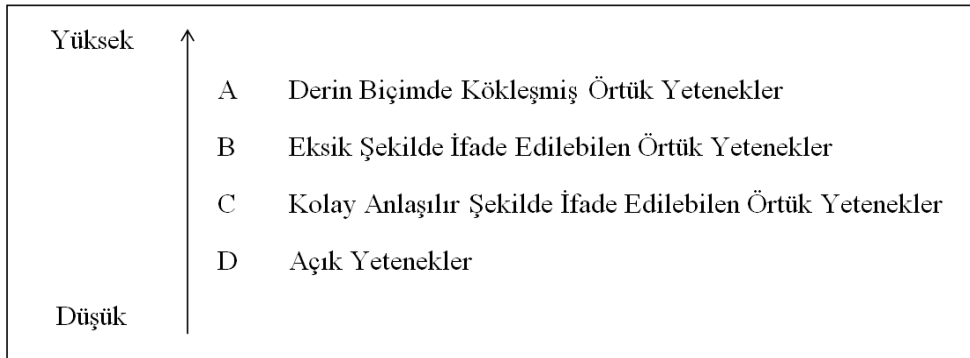 Yüksek
A Derin Biçimde Kökleşmiş Örtük Yetenekler
B Eksik Şekilde İfade Edilebilen Örtük Yetenekler
C Kolay Anlaşılır Şekilde İfade Edilebilen Örtük Yetenekler
D Açık Yetenekler
Düşük